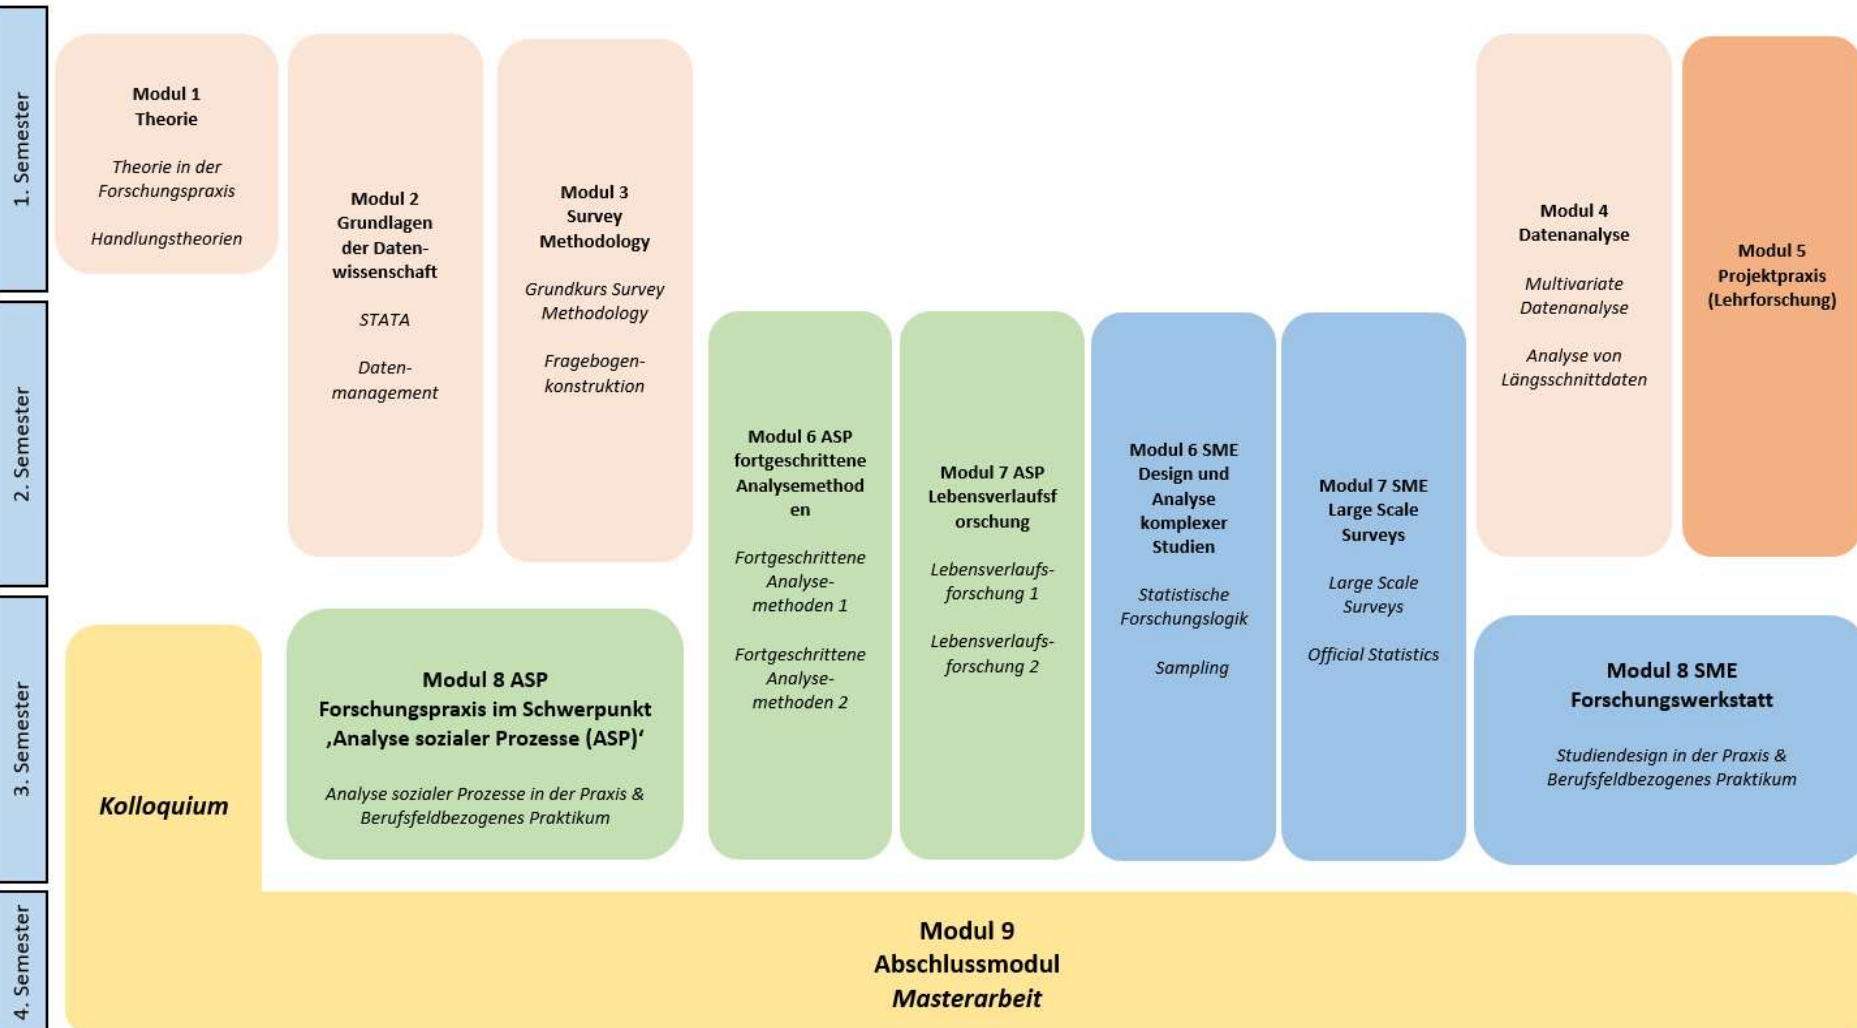 1. Semester
Modul 1
Theorie
Theorie in der
Forschungspraxis
Handlungstheorien
Modul 2
Grundlagen
der Daten-
wissenschaft
STATA
Daten-
management
Modul 3
Survey
Methodology
Grundkurs Survey
Methodology
Fragebogen-
konstruktion
Modul 4
Datenanalyse
Multivariate
Datenanalyse
Analyse von
Längsschnittdaten
Modul 5
Projektpraxis
(Lehrforschung)
2. Semester
Modul 6 ASP
fortgeschrittene
Analysemethod
en
Fortgeschrittene
Analyse-
methoden 1
Fortgeschrittene
Analyse-
methoden 2
Modul 7 ASP
Lebensverlaufsf
orschung
Lebensverlaufs-
forschung 1
Lebensverlaufs-
forschung 2
Modul 6 SME
Design und
Analyse
komplexer
Studien
Statistische
Forschungslogik
Sampling
Modul 7 SME
Large Scale
Surveys
Large Scale
Surveys
Official Statistics
3. Semester
Kolloquium
Modul 8 ASP
Forschungspraxis im Schwerpunkt
‚Analyse sozialer Prozesse (ASP)‘
Analyse sozialer Prozesse in der Praxis &
Berufsfeldbezogenes Praktikum
Modul 8 SME
Forschungswerkstatt
Studiendesign in der Praxis &
Berufsfeldbezogenes Praktikum
4. Semester
Modul 9
Abschlussmodul
Masterarbeit